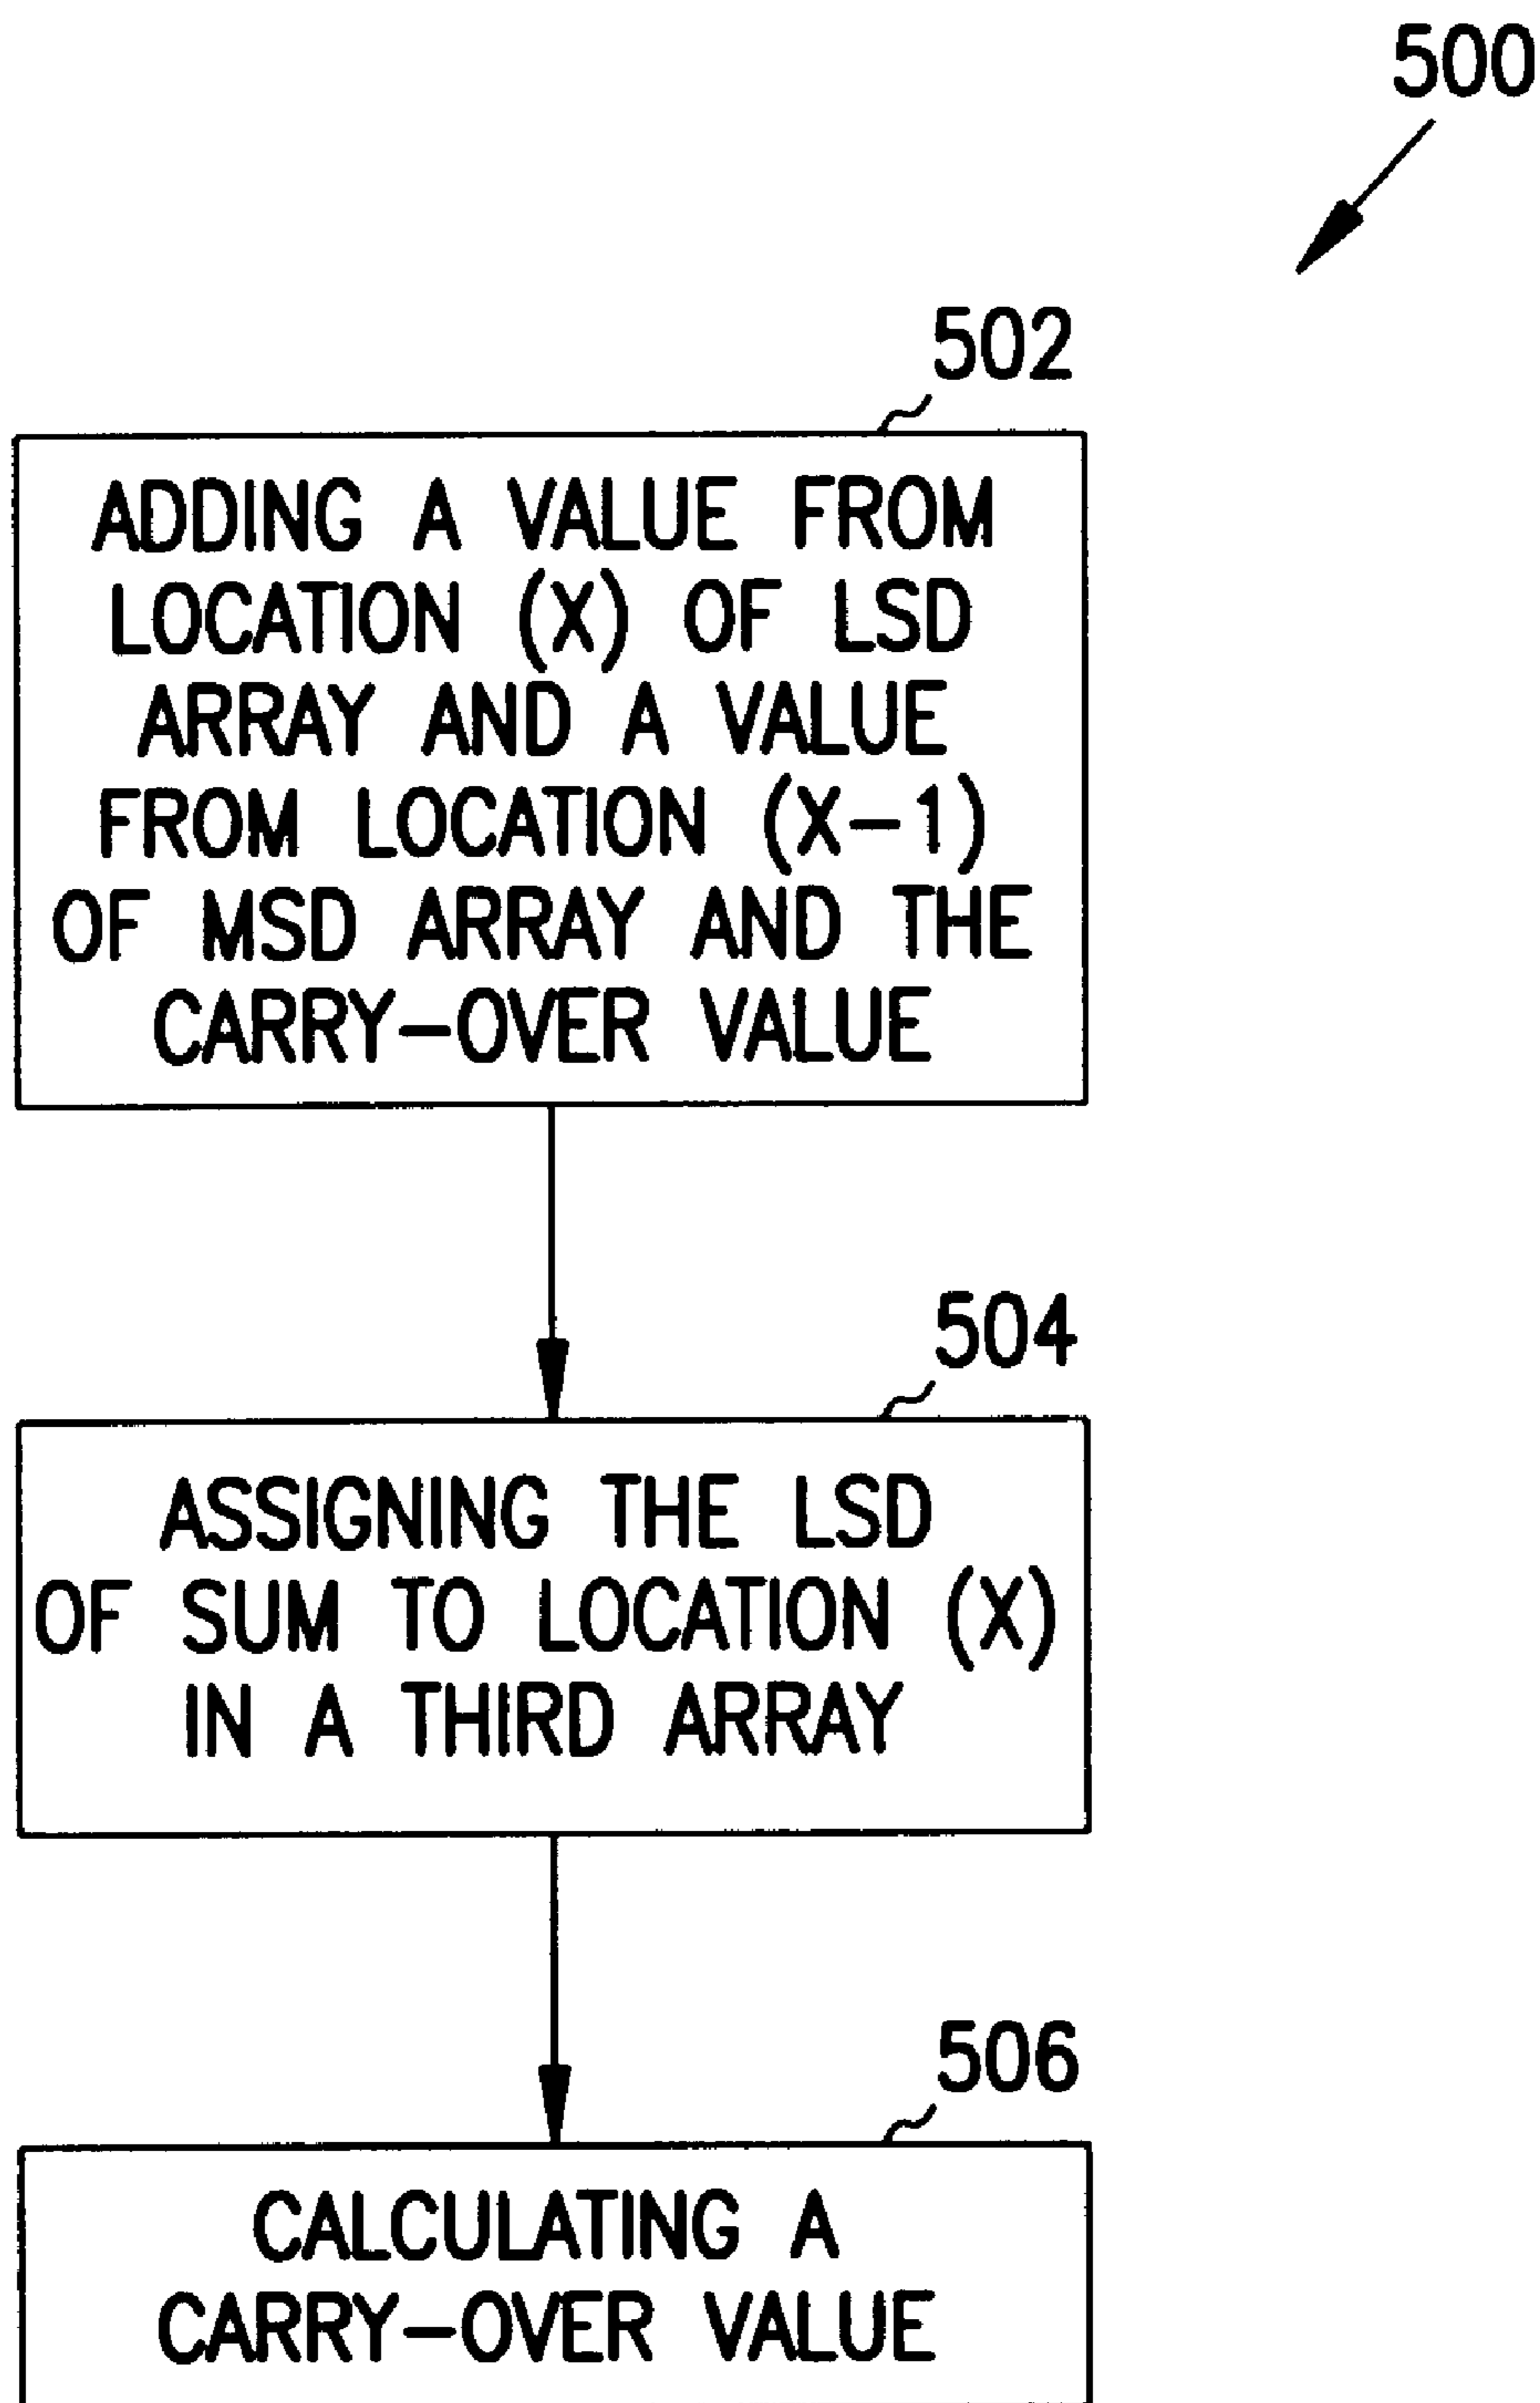 500
502
ADDING A VALUE FROM
LOCATION (X) OF LSD
ARRAY AND A VALUE
FROM LOCATION (X-1)
OF MSD ARRAY AND THE
CARRY-OVER VALUE
504
ASSIGNING THE LSD
OF SUM TO LOCATION (X)
IN A THIRD ARRAY
506
CALCULATING A
CARRY-OVER VALUE